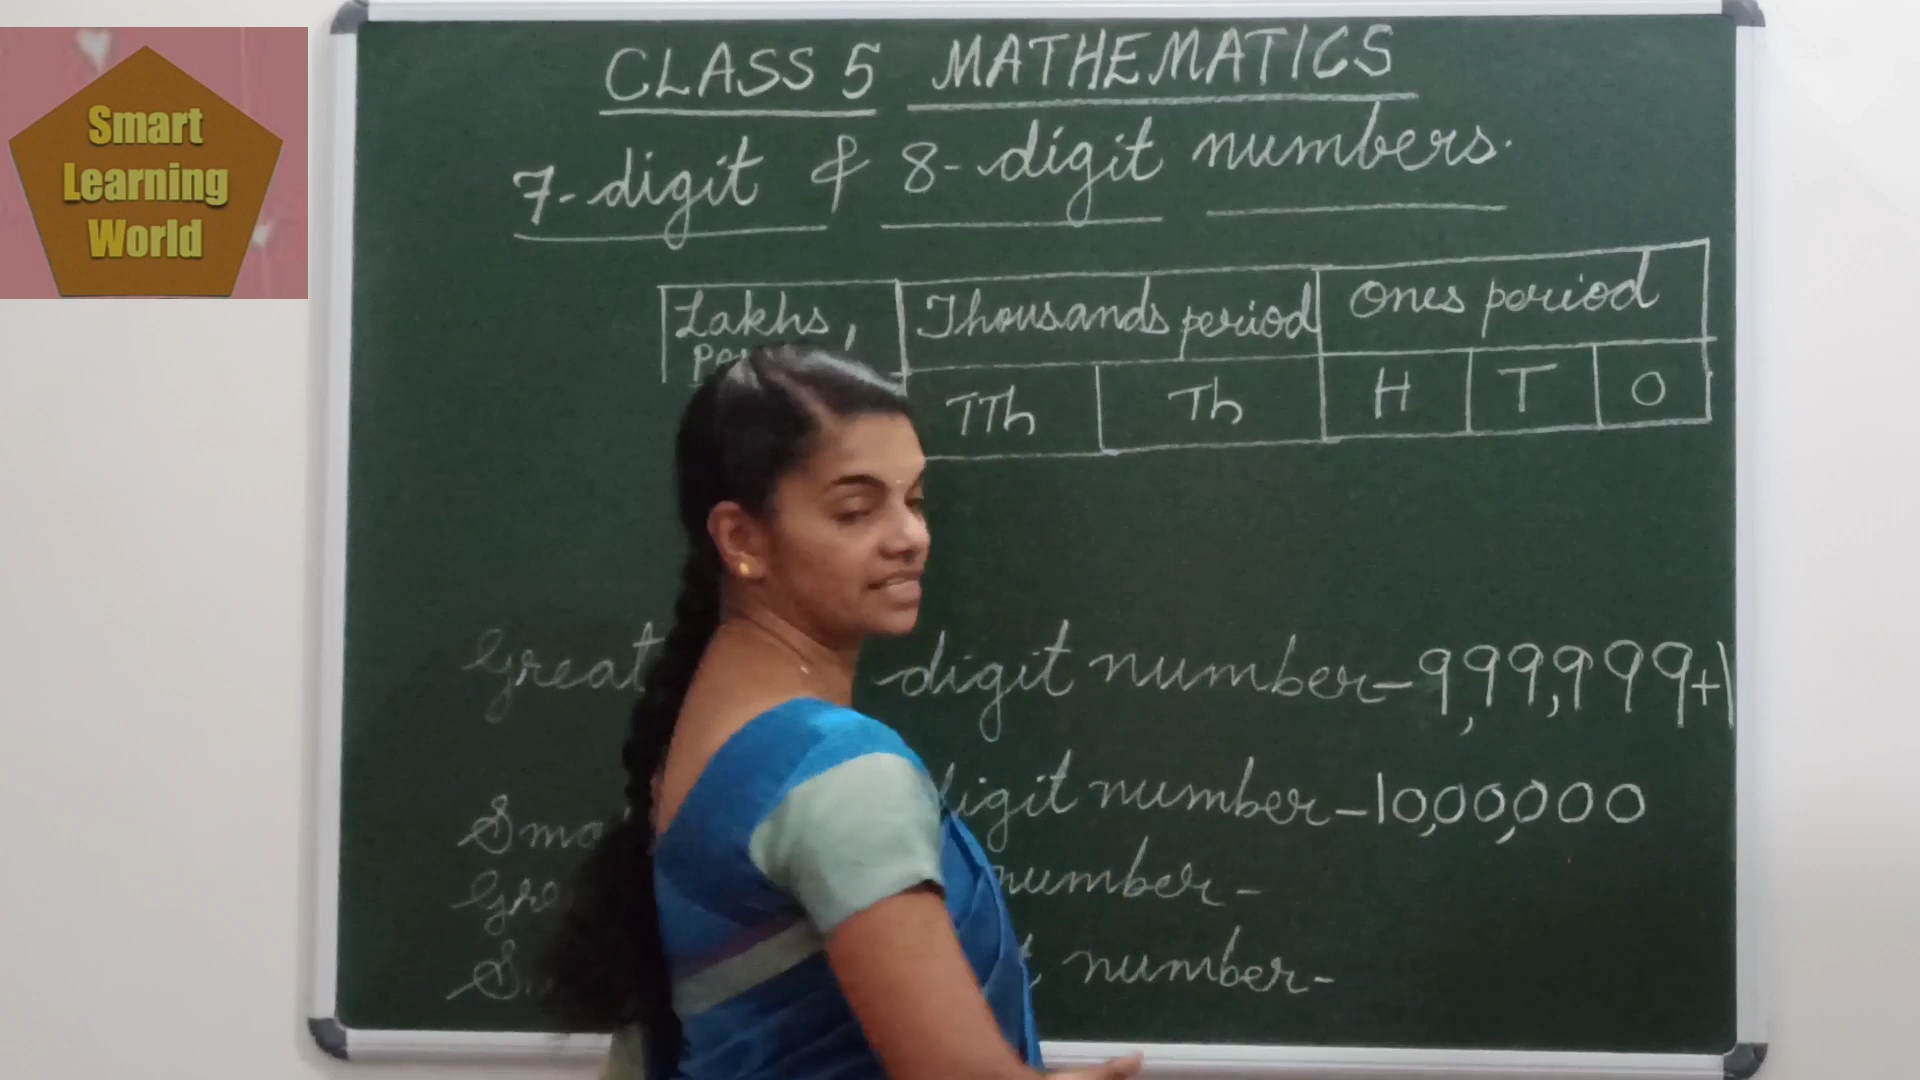 Smart
Learning
World
CLASS 5 MATHEMATICS
7-digit & 8-digit numbers.
Lakhs, Thousands period Ones period
TTh Th H T O
digit number-9,99,999+1
digit number-10,00,000
number-
number-